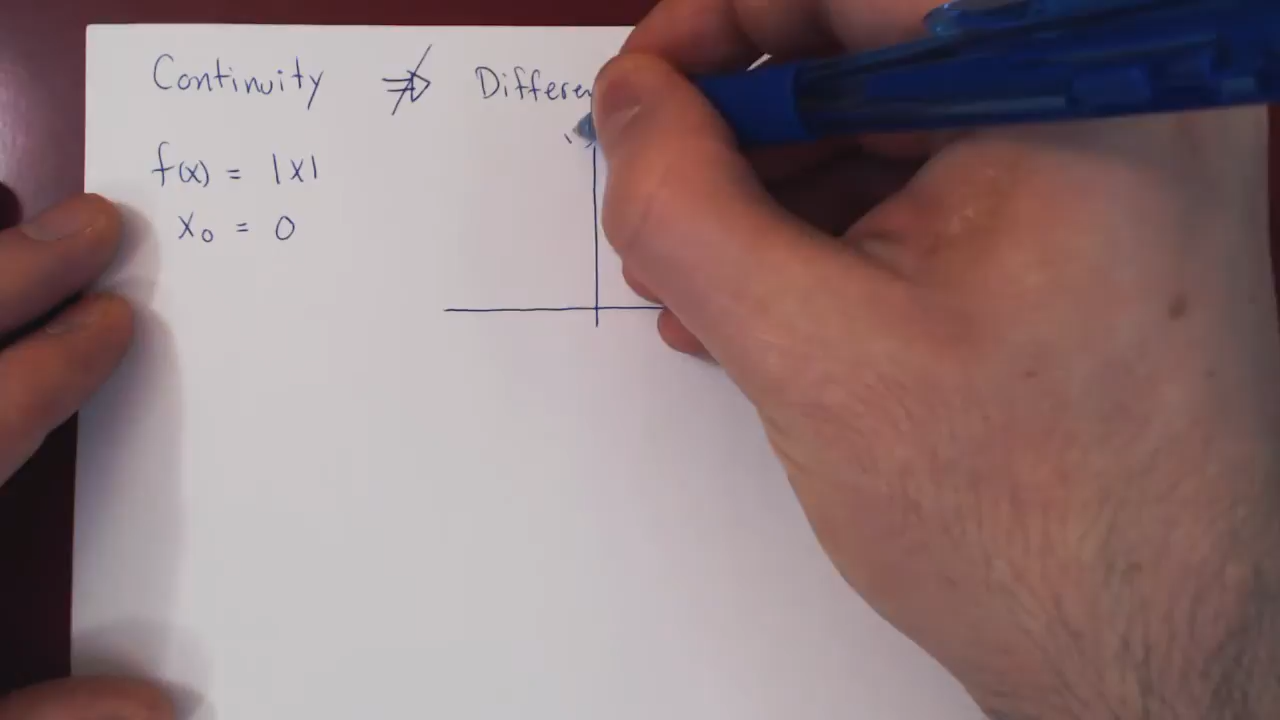 Continuity ⇏ Differen
f(x) = |x|
x₀ = 0